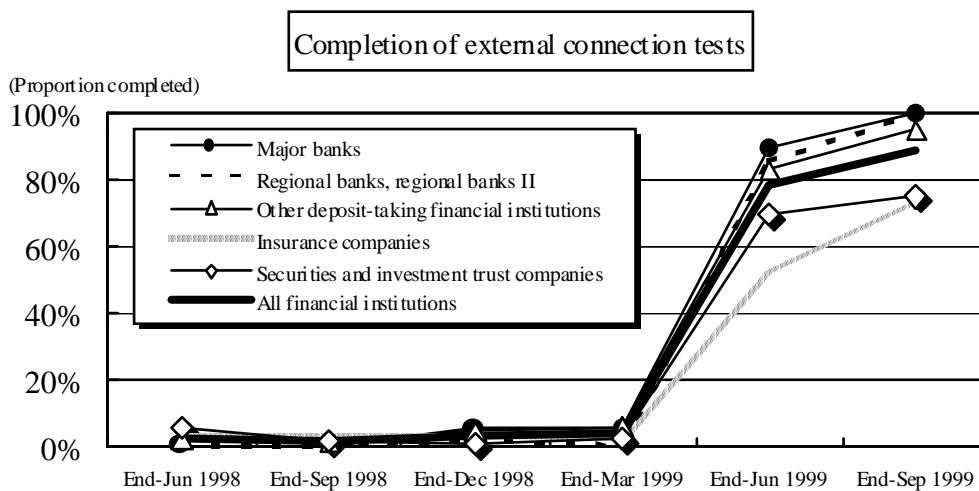 Completion of external connection tests
(Proportion completed)
100%
80%
60%
40%
20%
0%
Major banks
Regional banks, regional banks II
Other deposit-taking financial institutions
Insurance companies
Securities and investment trust companies
All financial institutions
End-Jun 1998 End-Sep 1998 End-Dec 1998 End-Mar 1999 End-Jun 1999 End-Sep 1999